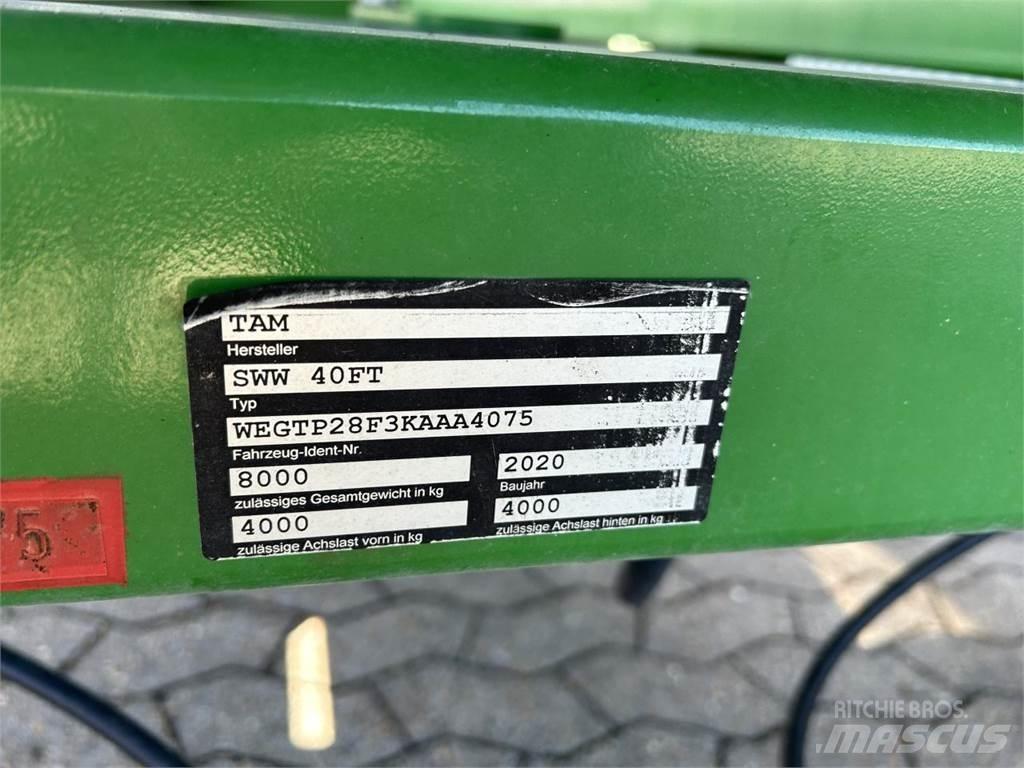 TAM
Hersteller
SWW 40FT
Typ
WEGTP28F3KAAA4075
Fahrzeug-Ident-Nr.
8000 2020
zulässiges Gesamtgewicht in kg Baujahr
4000 4000
zulässige Achslast vorn in kg zulässige Achslast hinten in kg
RITCHIE BROS.
MASCUS